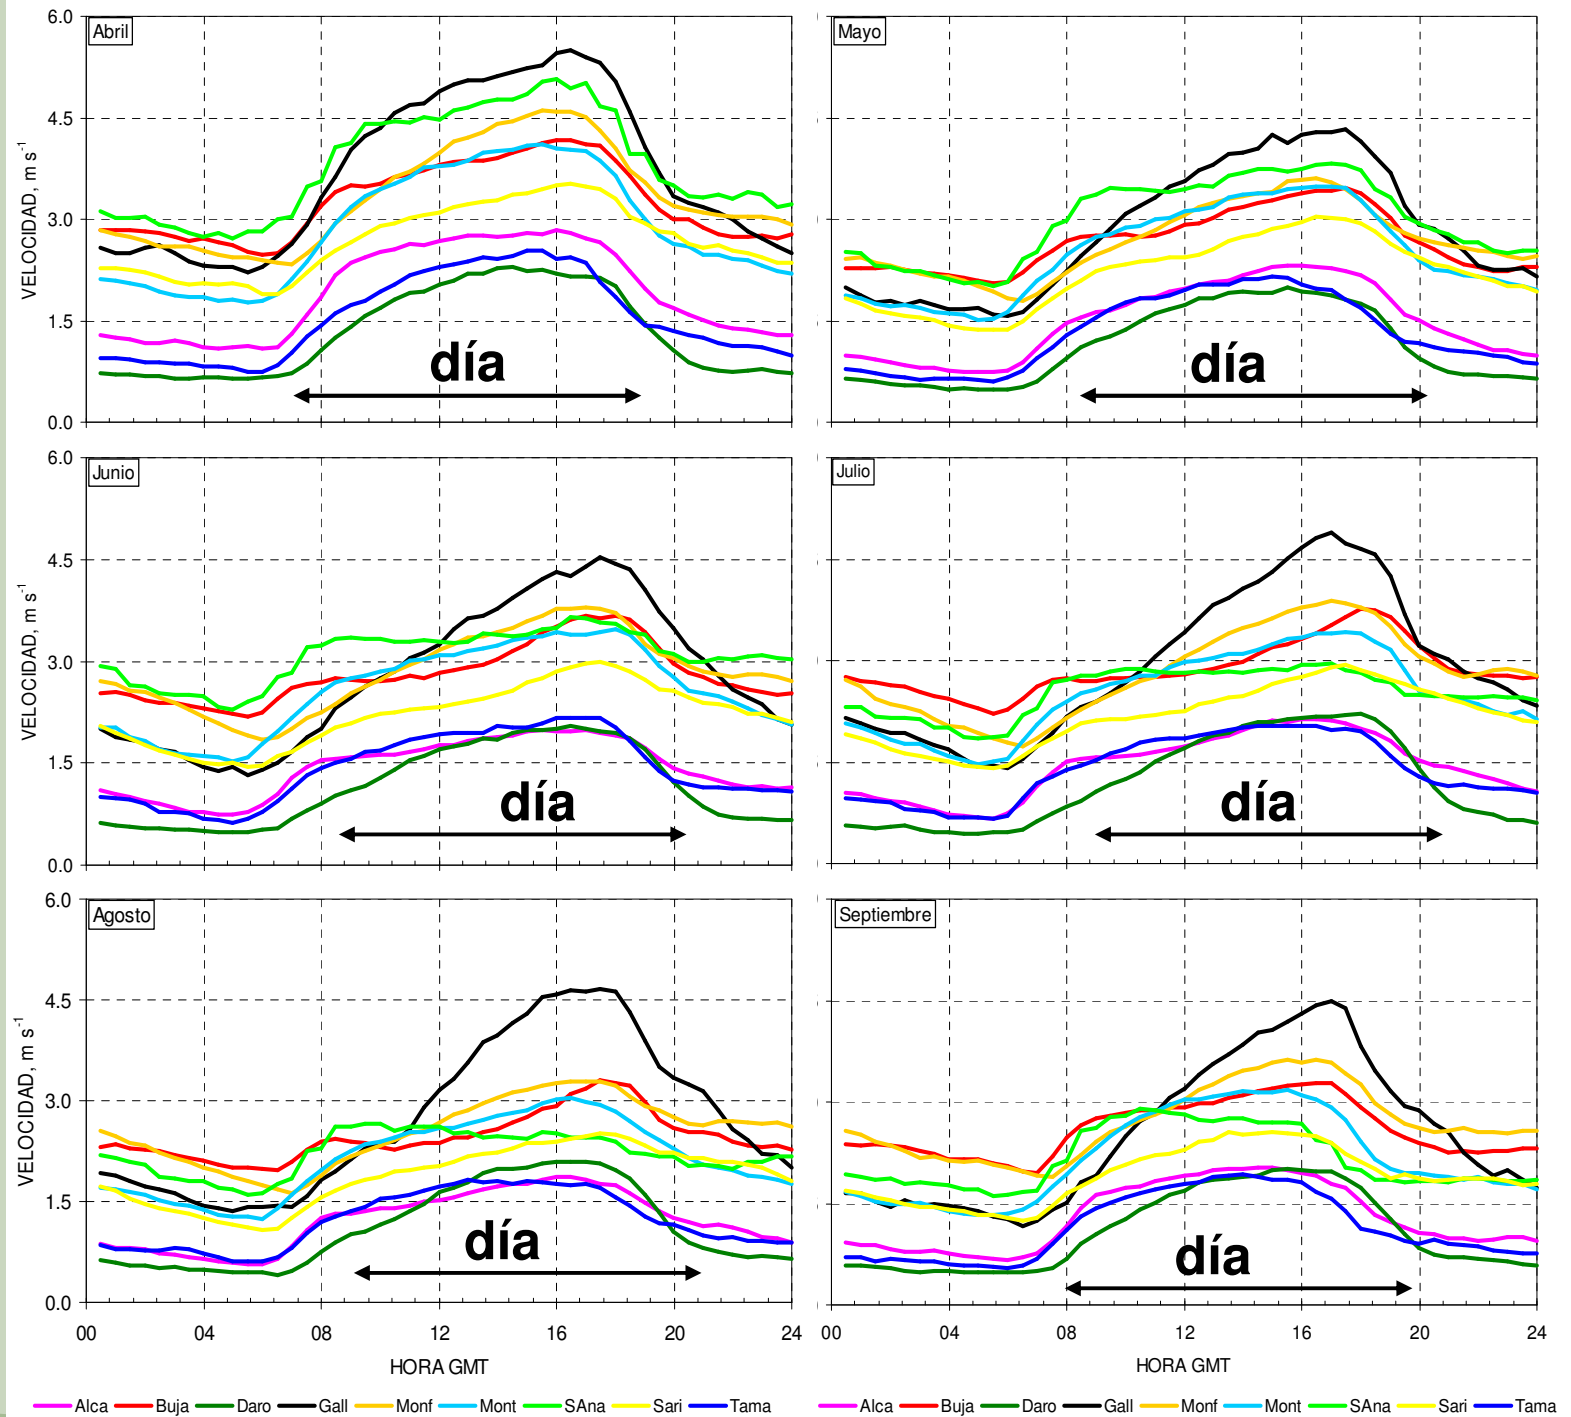 Abril
Mayo
6.0
4.5
3.0
1.5
0.0
VELOCIDAD, m s-1
día
día
Junio
Julio
6.0
4.5
3.0
1.5
0.0
VELOCIDAD, m s-1
día
día
Agosto
Septiembre
6.0
4.5
3.0
1.5
0.0
VELOCIDAD, m s-1
día
día
00 04 08 12 16 20 24
00 04 08 12 16 20 24
HORA GMT
HORA GMT
Alca Buja Daro Gall Monf Mont SAna Sari Tama
Alca Buja Daro Gall Monf Mont SAna Sari Tama